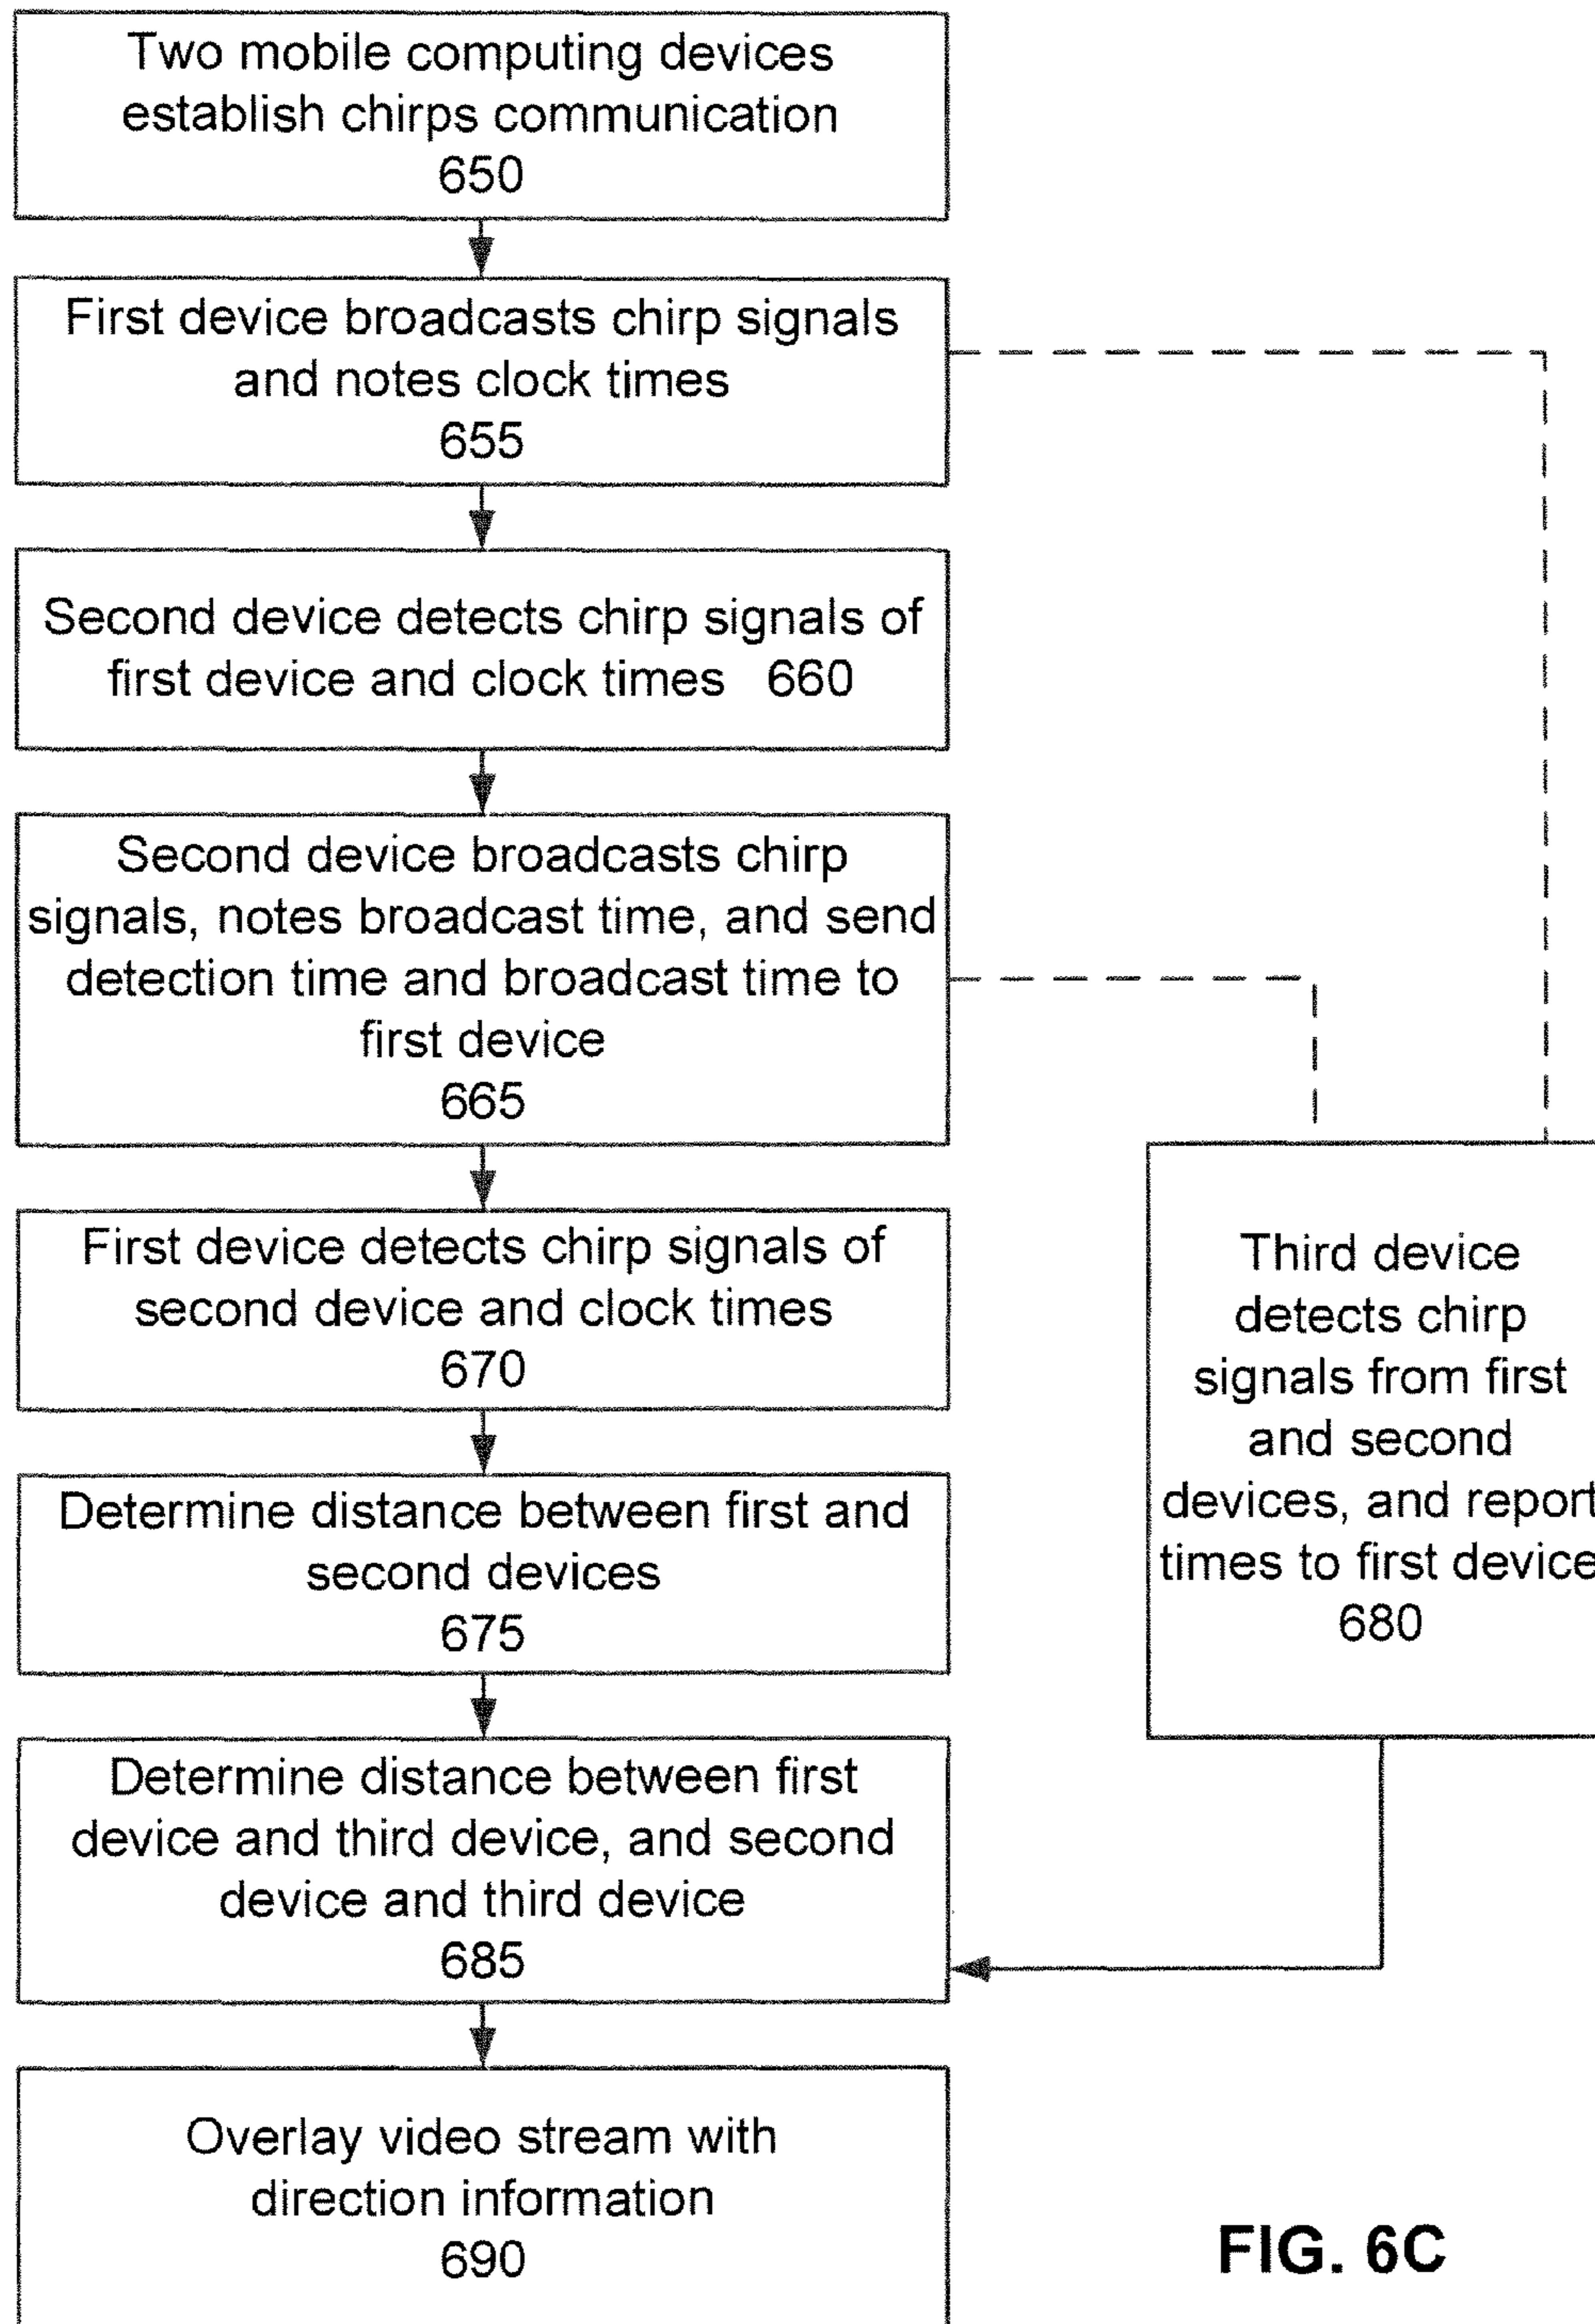 Two mobile computing devices
establish chirps communication
650
First device broadcasts chirp signals
and notes clock times
655
Second device detects chirp signals of
first device and clock times 660
Second device broadcasts chirp
signals, notes broadcast time, and send
detection time and broadcast time to
first device
665
First device detects chirp signals of
second device and clock times
670
Determine distance between first and
second devices
675
Third device
detects chirp
signals from first
and second
devices, and report
times to first device
680
Determine distance between first
device and third device, and second
device and third device
685
Overlay video stream with
direction information
690
FIG. 6C